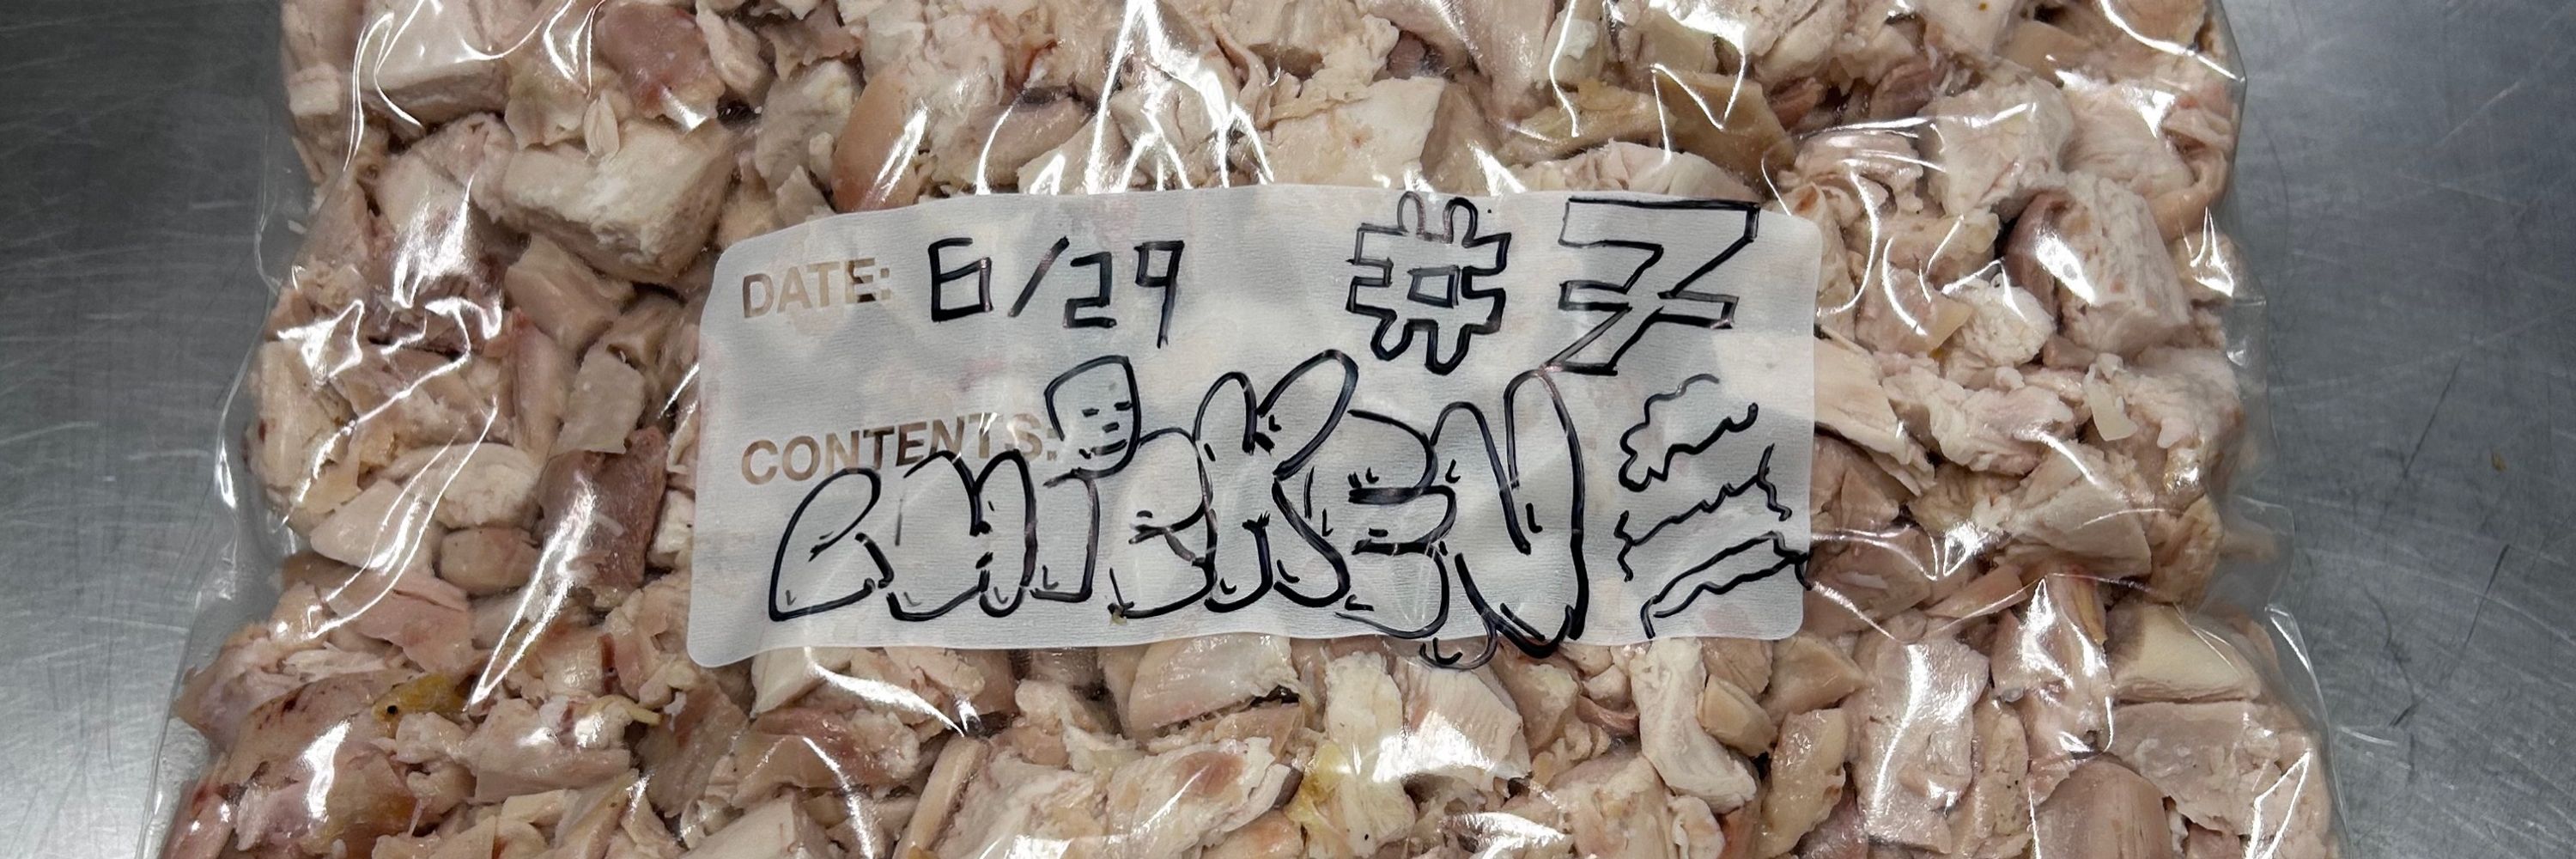 DATE: 6/29 #7
CONTENTS: CHICKEN